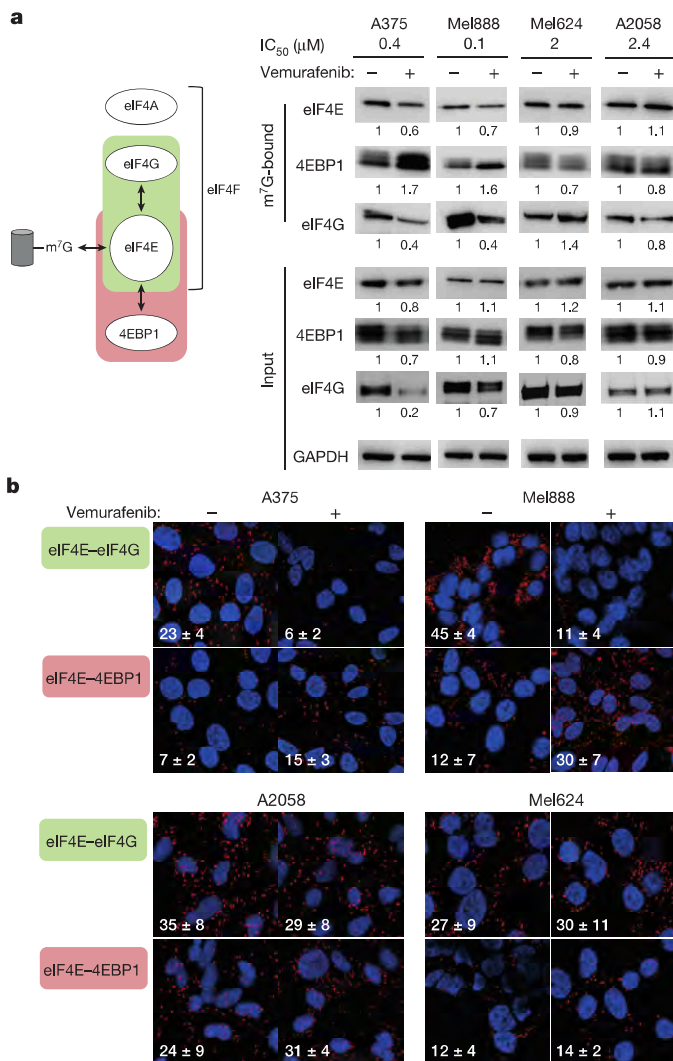 a
A375 Mel888 Mel624 A2058
IC50 (μM) 0.4 0.1 2 2.4
Vemurafenib: − + − + − + − +
m7G-bound
eIF4E
1 0.6 1 0.7 1 0.9 1 1.1
4EBP1
1 1.7 1 1.6 1 0.7 1 0.8
eIF4G
1 0.4 1 0.4 1 1.4 1 0.8
Input
eIF4E
1 0.8 1 1.1 1 1.2 1 1.1
4EBP1
1 0.7 1 1.1 1 0.8 1 0.9
eIF4G
1 0.2 1 0.7 1 0.9 1 1.1
GAPDH
eIF4A
eIF4G
eIF4F
m7G
eIF4E
4EBP1
b
A375 Mel888
Vemurafenib: − + − +
eIF4E–eIF4G
23 ± 4 6 ± 2 45 ± 4 11 ± 4
eIF4E–4EBP1
7 ± 2 15 ± 3 12 ± 7 30 ± 7
A2058 Mel624
eIF4E–eIF4G
35 ± 8 29 ± 8 27 ± 9 30 ± 11
eIF4E–4EBP1
24 ± 9 31 ± 4 12 ± 4 14 ± 2